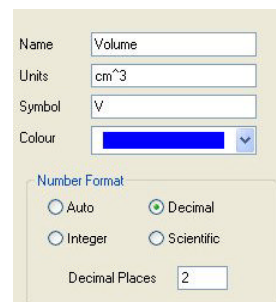 Name Volume
Units cm^3
Symbol V
Colour
Number Format
Auto Decimal
Integer Scientific
Decimal Places 2